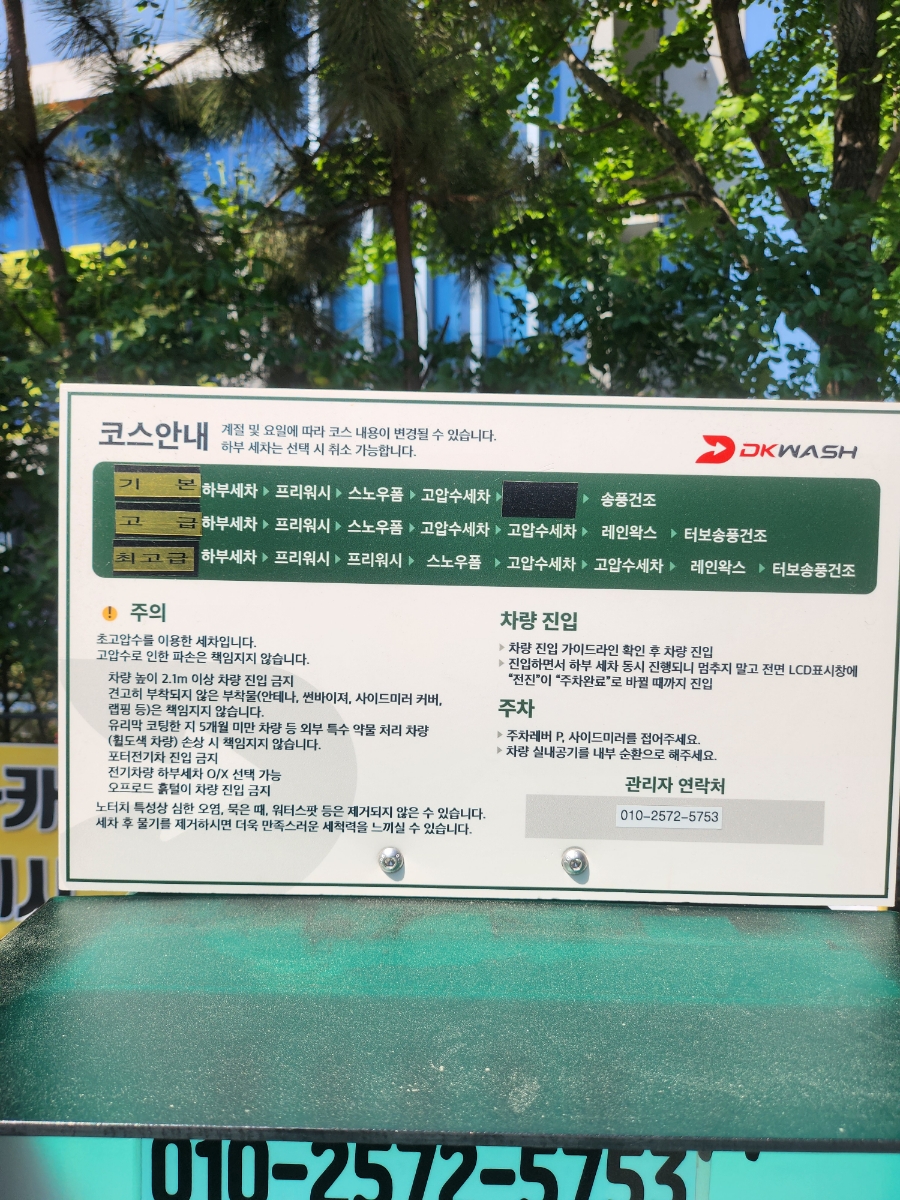 코스안내
계절 및 요일에 따라 코스 내용이 변경될 수 있습니다.
하부 세차는 선택 시 취소 가능합니다.
DKWASH
기 본 하부세차 프리워시 스노우폼 고압수세차 송풍건조
고 급 하부세차 프리워시 스노우폼 고압수세차 고압수세차 레인왁스 터보송풍건조
최고급 하부세차 프리워시 프리워시 스노우폼 고압수세차 고압수세차 레인왁스 터보송풍건조
! 주의
초고압수를 이용한 세차입니다.
고압수로 인한 파손은 책임지지 않습니다.
차량 높이 2.1m 이상 차량 진입 금지
견고히 부착되지 않은 부착물(안테나, 썬바이져, 사이드미러 커버,
랩핑 등)은 책임지지 않습니다.
유리막 코팅한 지 5개월 미만 차량 등 외부 특수 약물 처리 차량
(휠도색 차량) 손상 시 책임지지 않습니다.
포터전기차 진입 금지
전기차량 하부세차 O/X 선택 가능
오프로드 흙털이 차량 진입 금지
노터치 특성상 심한 오염, 묵은 때, 워터스팟 등은 제거되지 않은 수 있습니다.
세차 후 물기를 제거하시면 더욱 만족스러운 세척력을 느끼실 수 있습니다.
차량 진입
차량 진입 가이드라인 확인 후 차량 진입
진입하면서 하부 세차 동시 진행되니 멈추지 말고 전면 LCD표시창에
“전진”이 “주차완료”로 바뀔 때까지 진입
주차
주차레버 P, 사이드미러를 접어주세요.
차량 실내공기를 내부 순환으로 해주세요.
관리자 연락처
010-2572-5753
카
시
010-2572-5753